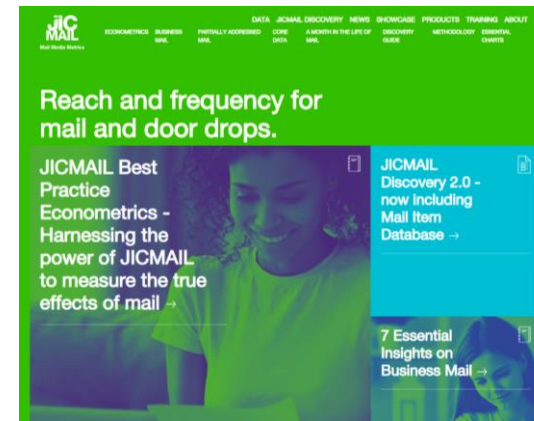 JIC
MAIL
Mail Media Metrics
DATA JICMAIL DISCOVERY NEWS SHOWCASE PRODUCTS TRAINING ABOUT
ECONOMETRICS
BUSINESS
MAIL
PARTIALLY ADDRESSED
MAIL
CORE
DATA
A MONTH IN THE LIFE OF
MAIL
DISCOVERY
GUIDE
METHODOLOGY
ESSENTIAL
CHARTS
Reach and frequency for
mail and door drops.
JICMAIL Best
Practice
Econometrics -
Harnessing the
power of JICMAIL
to measure the true
effects of mail →
JICMAIL
Discovery 2.0 -
now including
Mail Item
Database →
7 Essential
Insights on
Business Mail →